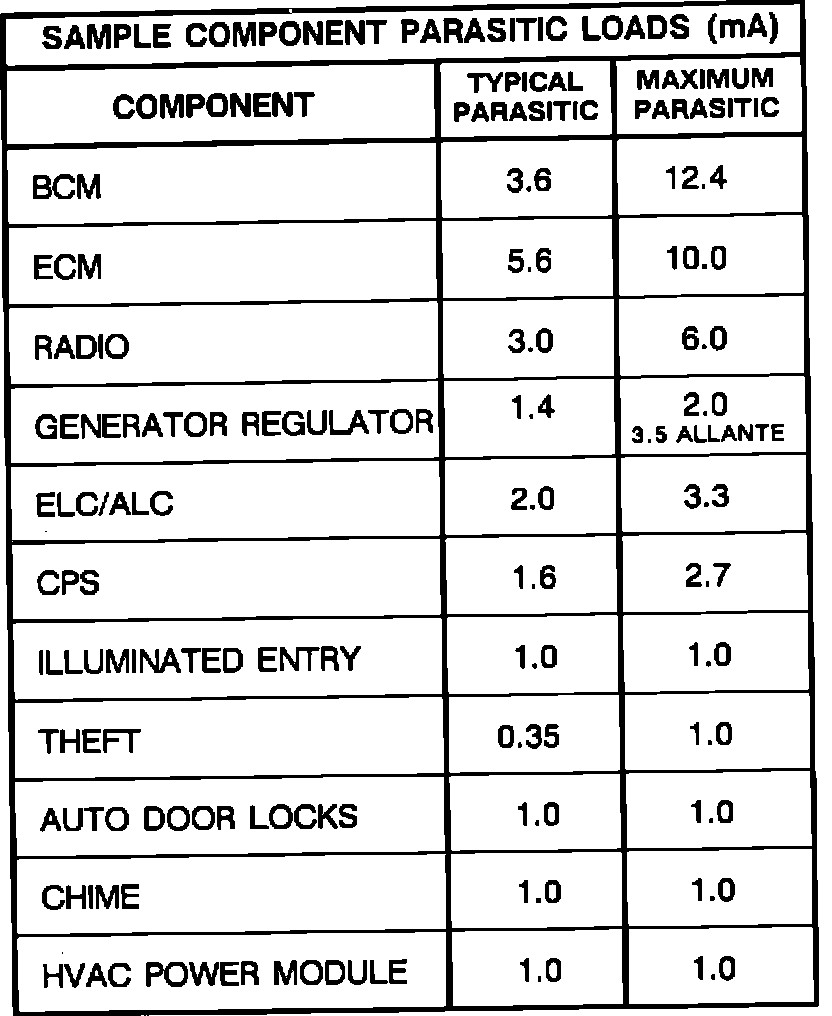 SAMPLE COMPONENT PARASITIC LOADS (mA)
COMPONENT TYPICAL PARASITIC MAXIMUM PARASITIC
BCM 3.6 12.4
ECM 5.6 10.0
RADIO 3.0 6.0
GENERATOR REGULATOR 1.4 2.0
3.5 ALLANTE
ELC/ALC 2.0 3.3
CPS 1.6 2.7
ILLUMINATED ENTRY 1.0 1.0
THEFT 0.35 1.0
AUTO DOOR LOCKS 1.0 1.0
CHIME 1.0 1.0
HVAC POWER MODULE 1.0 1.0